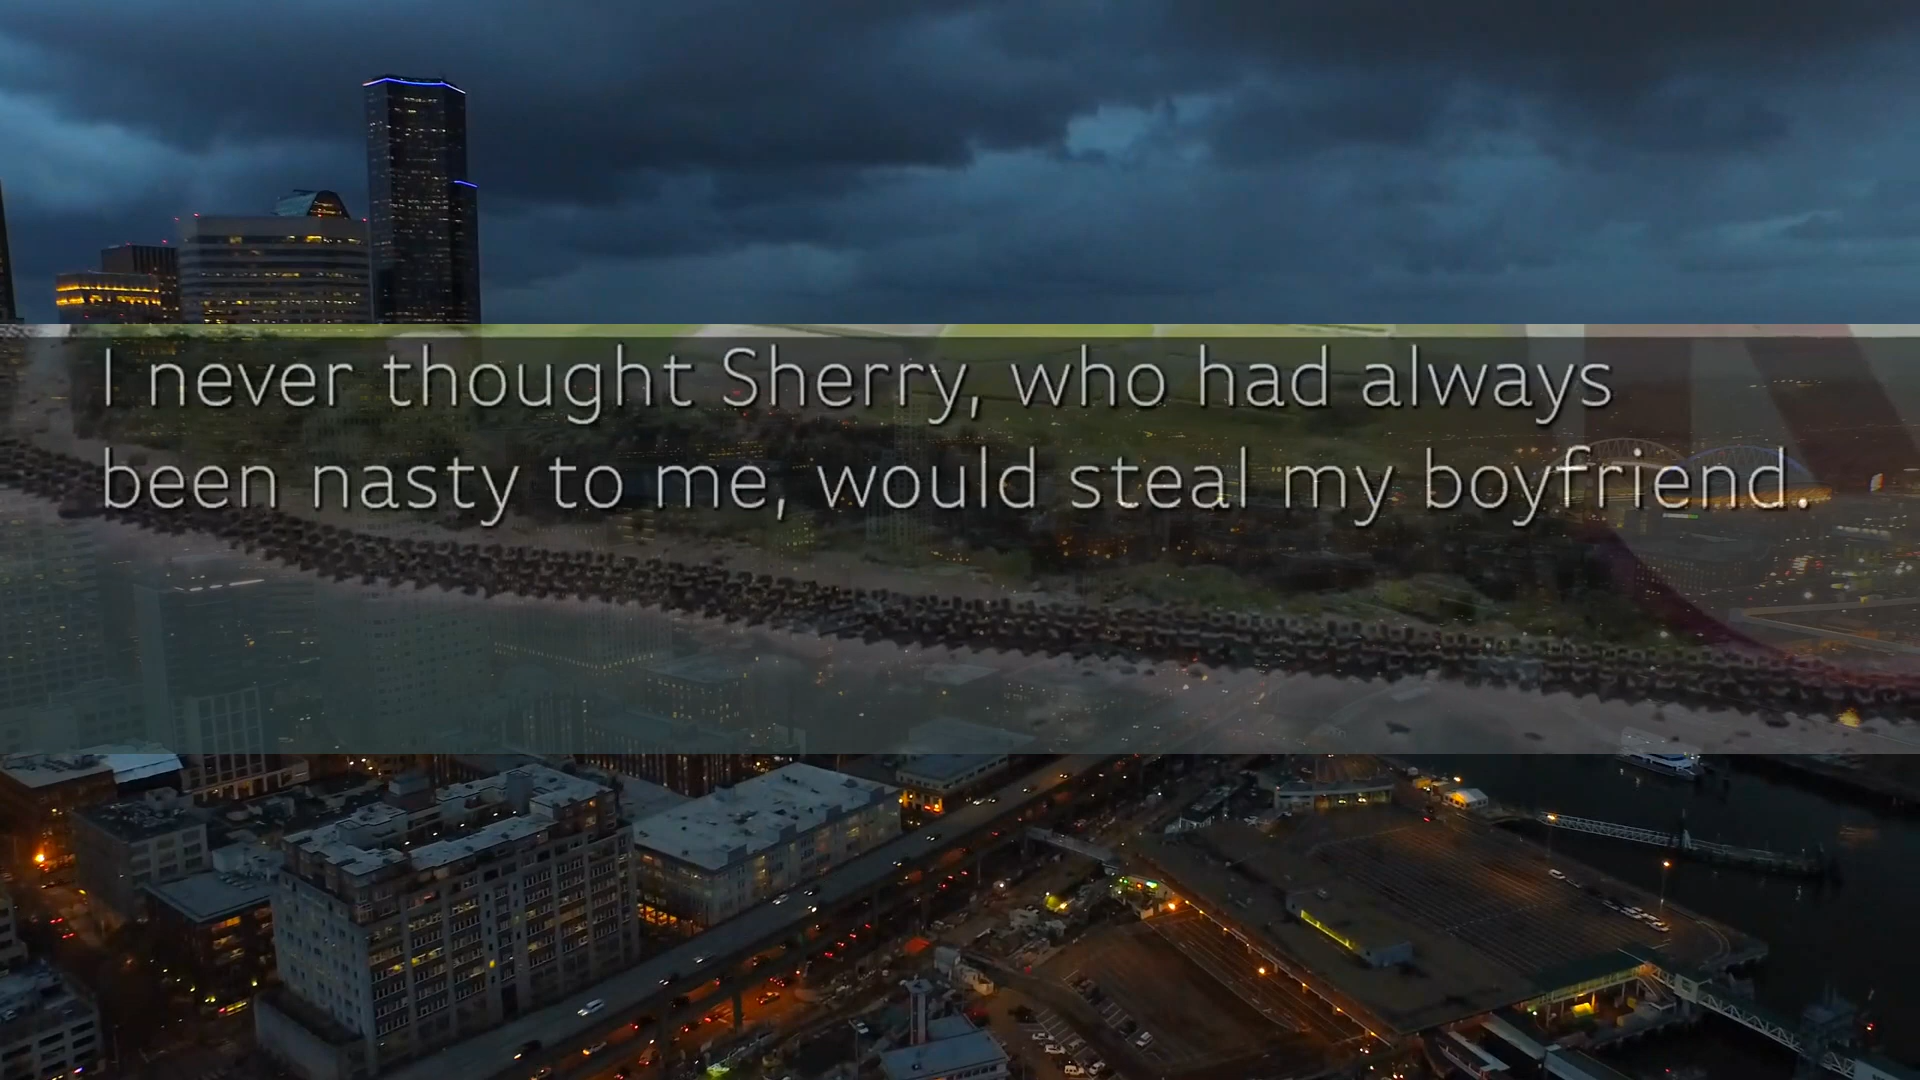 I never thought Sherry, who had always
been nasty to me, would steal my boyfriend.